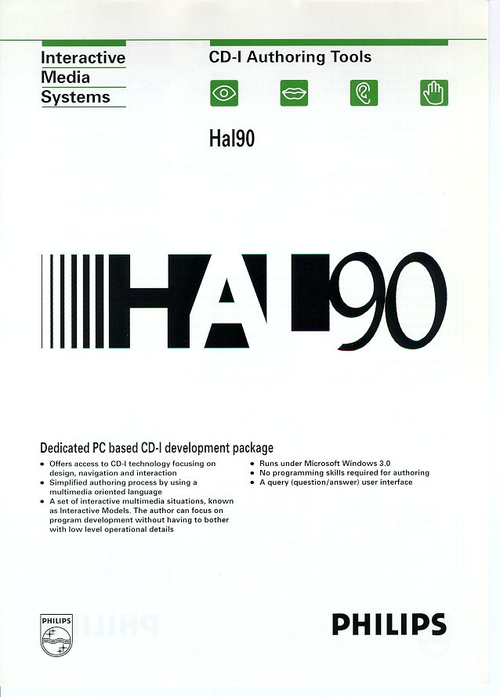 Interactive
Media
Systems
CD-I Authoring Tools
Hal90
HAL90
Dedicated PC based CD-I development package
• Offers access to CD-I technology focusing on
design, navigation and interaction
• Simplified authoring process by using a
multimedia oriented language
• A set of interactive multimedia situations, known
as Interactive Models. The author can focus on
program development without having to bother
with low level operational details
• Runs under Microsoft Windows 3.0
• No programming skills required for authoring
• A query (question/answer) user interface
PHILIPS
PHILIPS